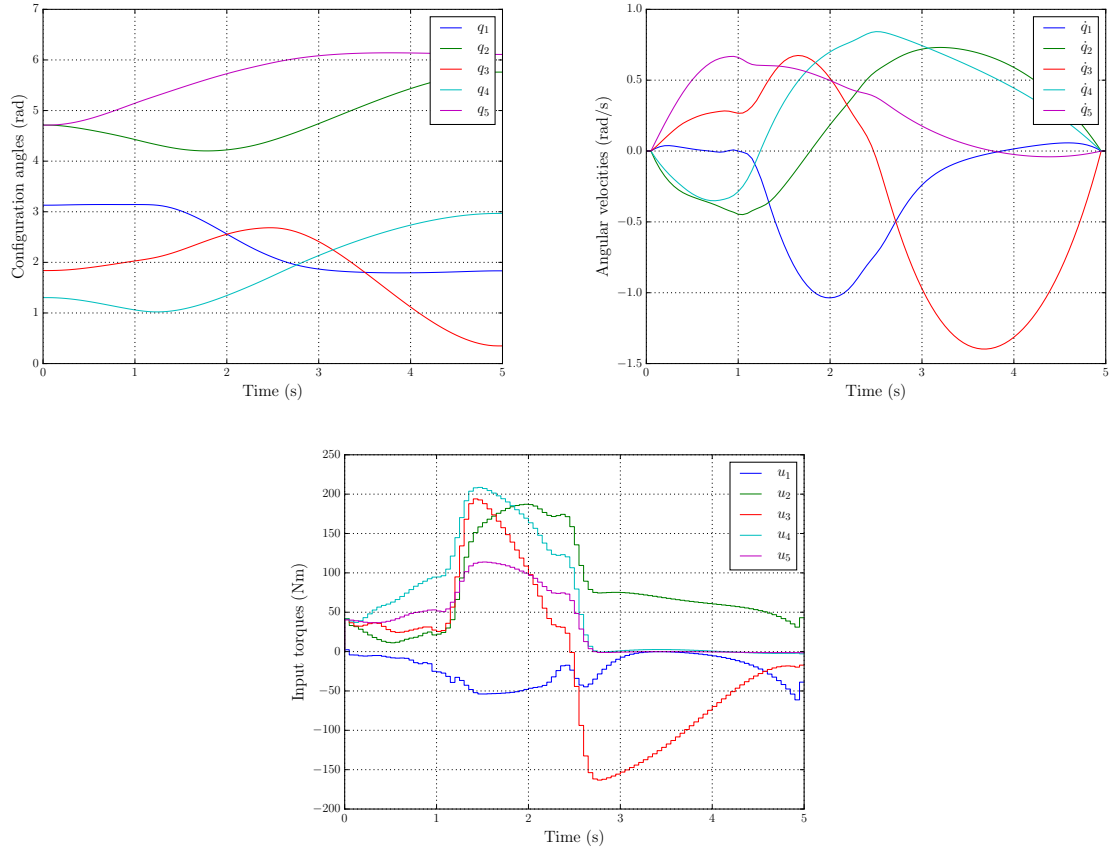 Configuration angles (rad)
7
6
5
4
3
2
1
0
0 1 2 3 4 5
Time (s)
q₁
q₂
q₃
q₄
q₅
Angular velocities (rad/s)
1.0
0.5
0.0
−0.5
−1.0
−1.5
0 1 2 3 4 5
Time (s)
q̇₁
q̇₂
q̇₃
q̇₄
q̇₅
Input torques (Nm)
250
200
150
100
50
0
−50
−100
−150
−200
0 1 2 3 4 5
Time (s)
u₁
u₂
u₃
u₄
u₅